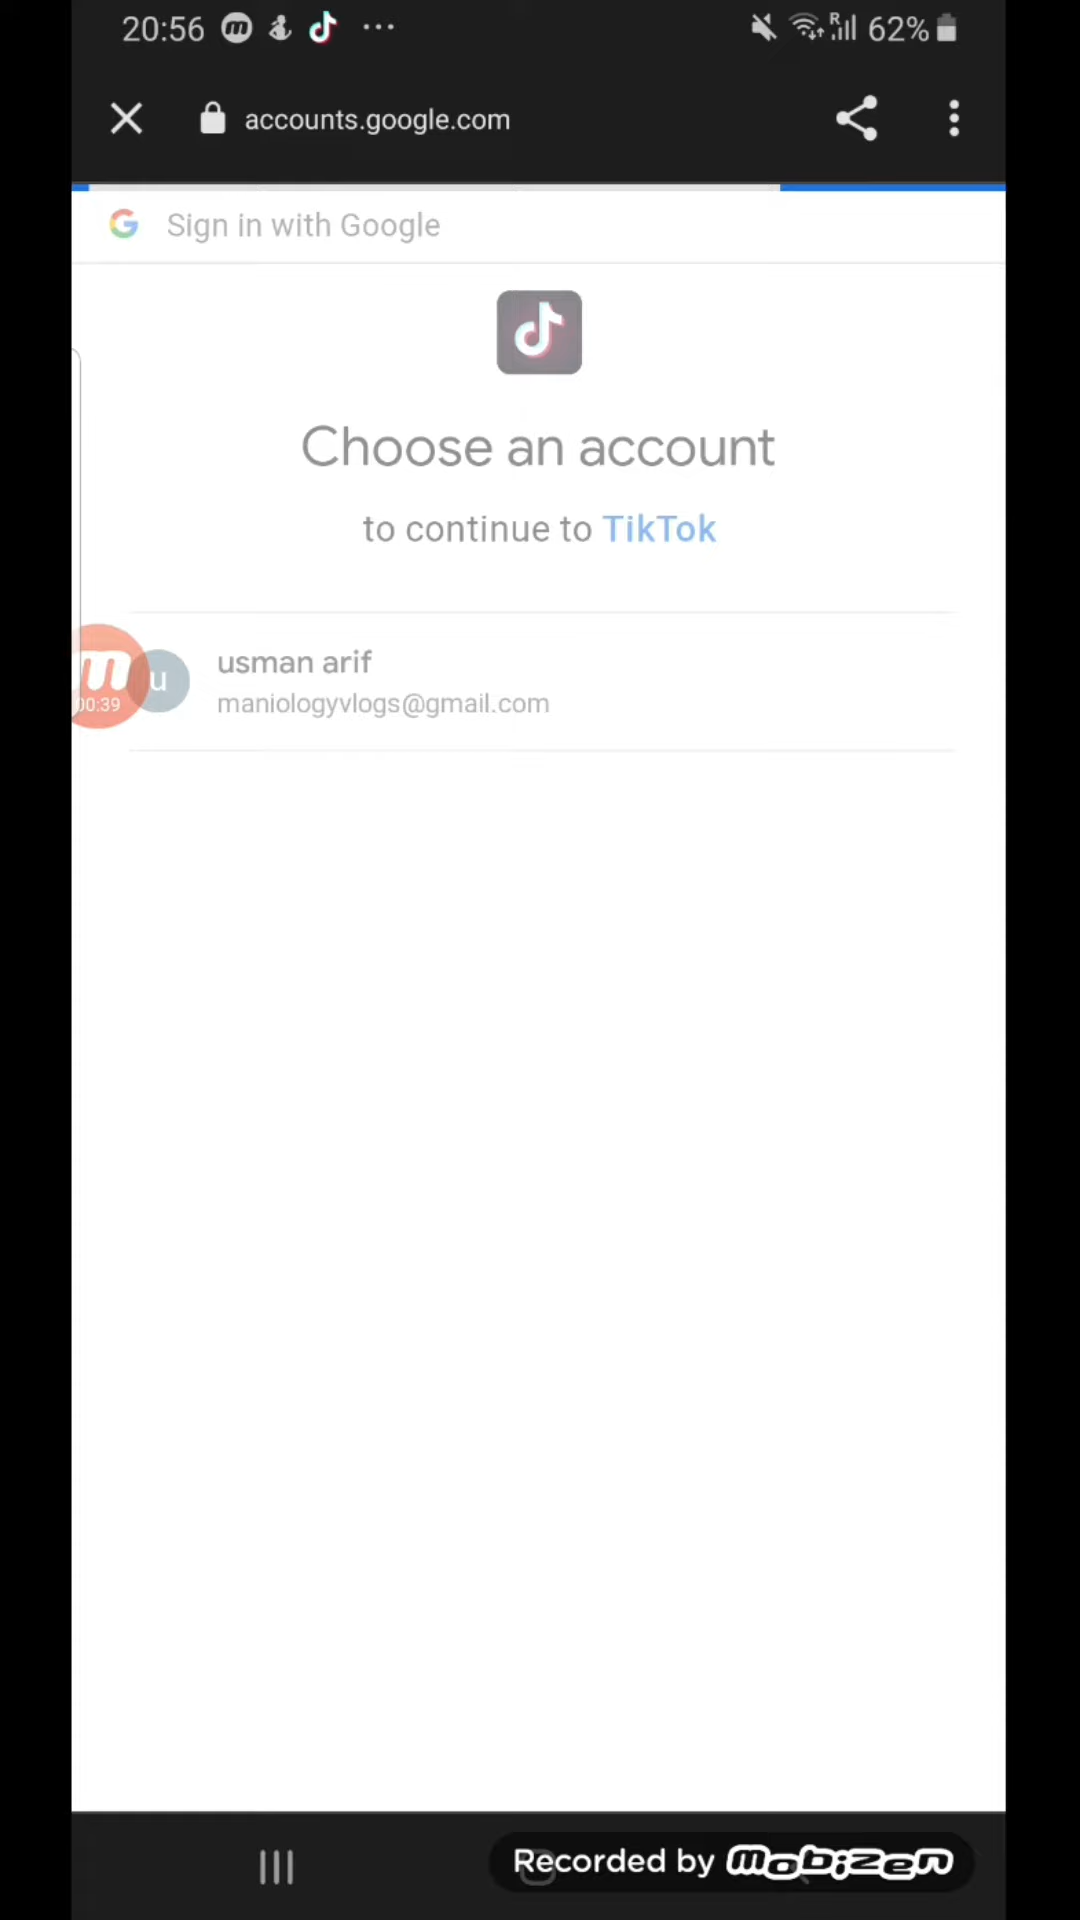 20:56 ... R 62%
accounts.google.com
Sign in with Google
Choose an account
to continue to TikTok
usman arif
u
maniologyvlogs@gmail.com
m
00:39
Recorded by mobizen